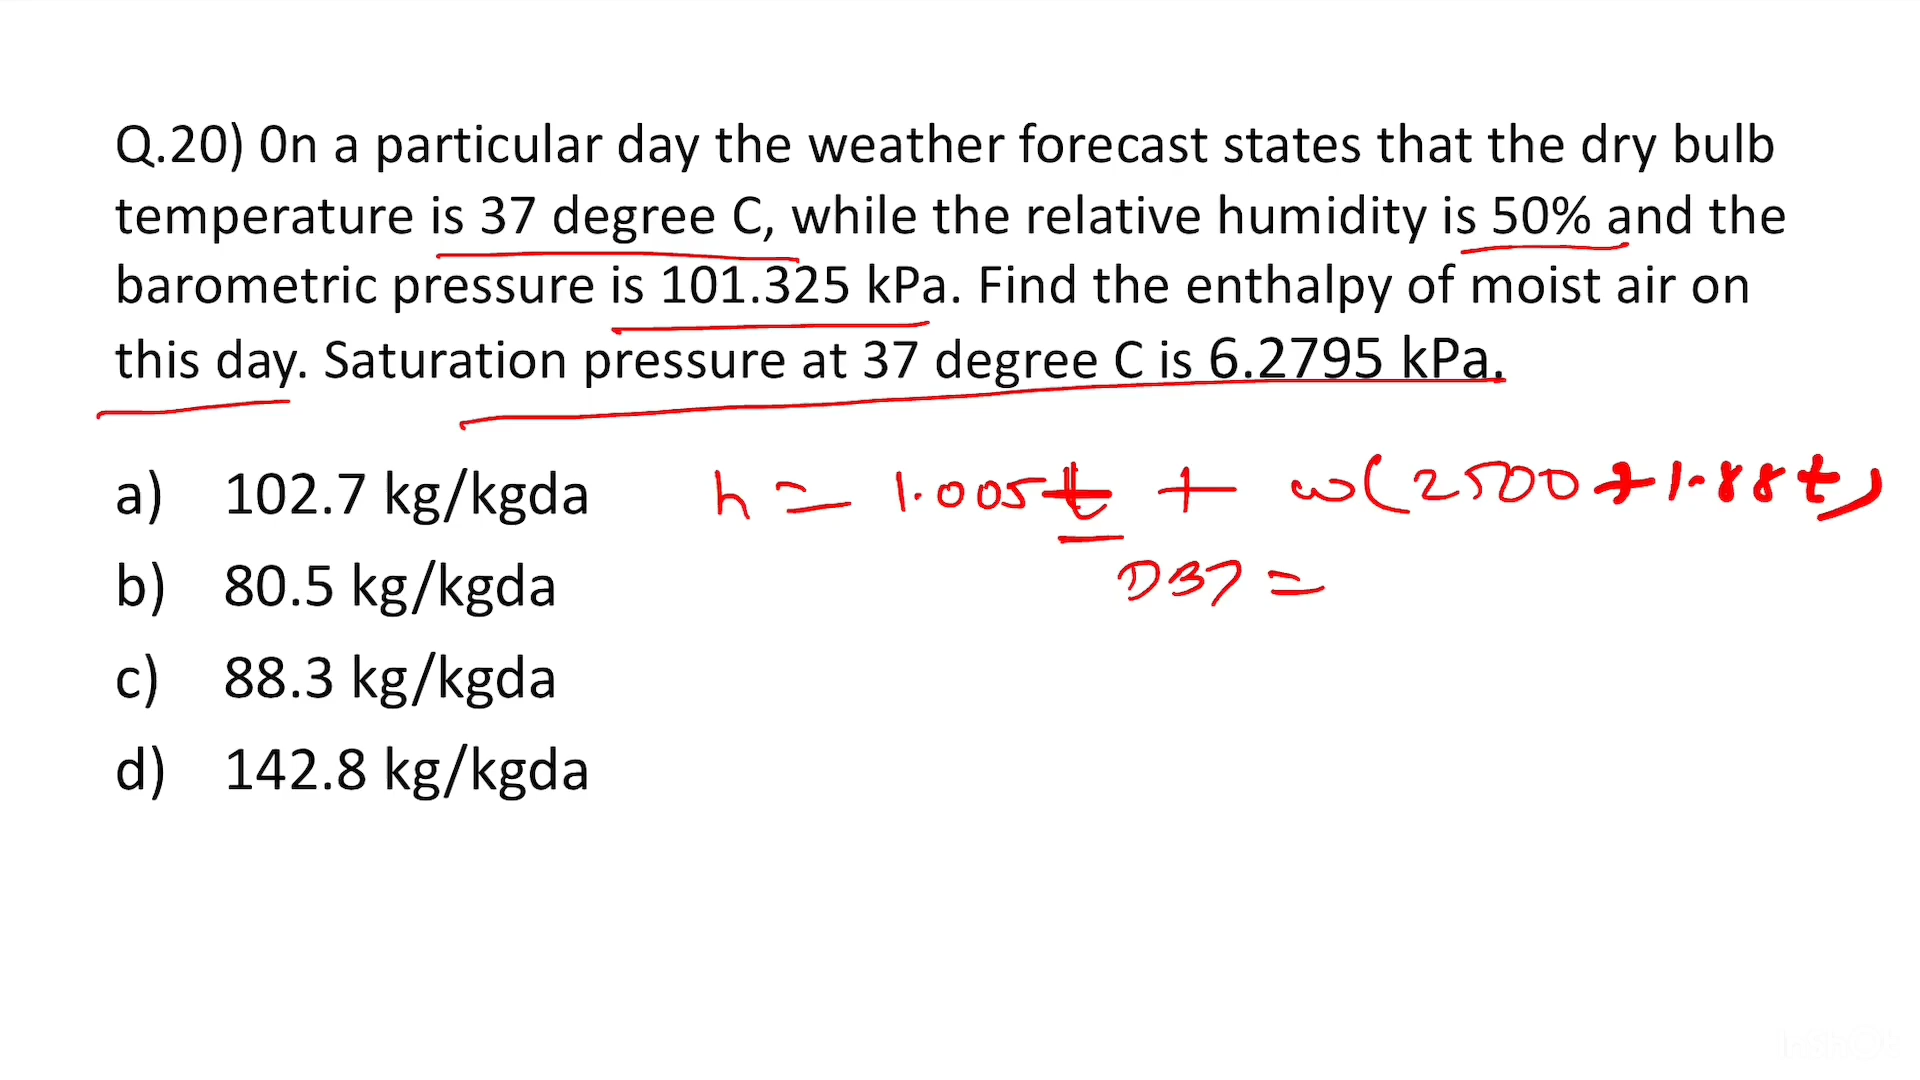 Q.20) 0n a particular day the weather forecast states that the dry bulb
temperature is 37 degree C, while the relative humidity is 50% and the
barometric pressure is 101.325 kPa. Find the enthalpy of moist air on
this day. Saturation pressure at 37 degree C is 6.2795 kPa.
a) 102.7 kg/kgda
h = 1.005t + ω(2500+1.88t)
b) 80.5 kg/kgda
DB7 =
c) 88.3 kg/kgda
d) 142.8 kg/kgda